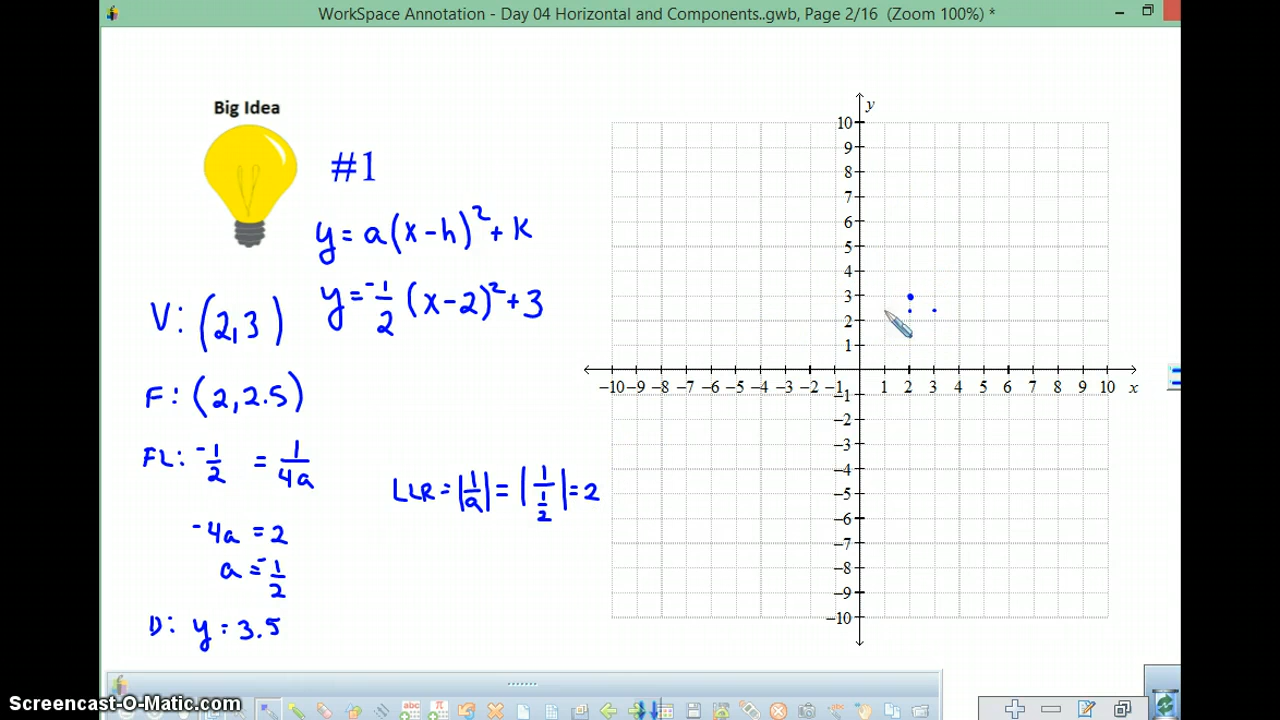 WorkSpace Annotation - Day 04 Horizontal and Components..gwb, Page 2/16 (Zoom 100%) *
Big Idea
#1
y = a(x-h)² + k
y = -1/2 (x-2)² + 3
V: (2,3)
F: (2,2.5)
FL: -1/2 = 1/4a
-4a = 2
a = -1/2
D: y = 3.5
LLR = |1/a| = |1/(1/2)| = 2
y
10
9
8
7
6
5
4
3
2
1
-10 -9 -8 -7 -6 -5 -4 -3 -2 -1 1 2 3 4 5 6 7 8 9 10 x
-1
-2
-3
-4
-5
-6
-7
-8
-9
-10
abc
Screencast-O-Matic.com